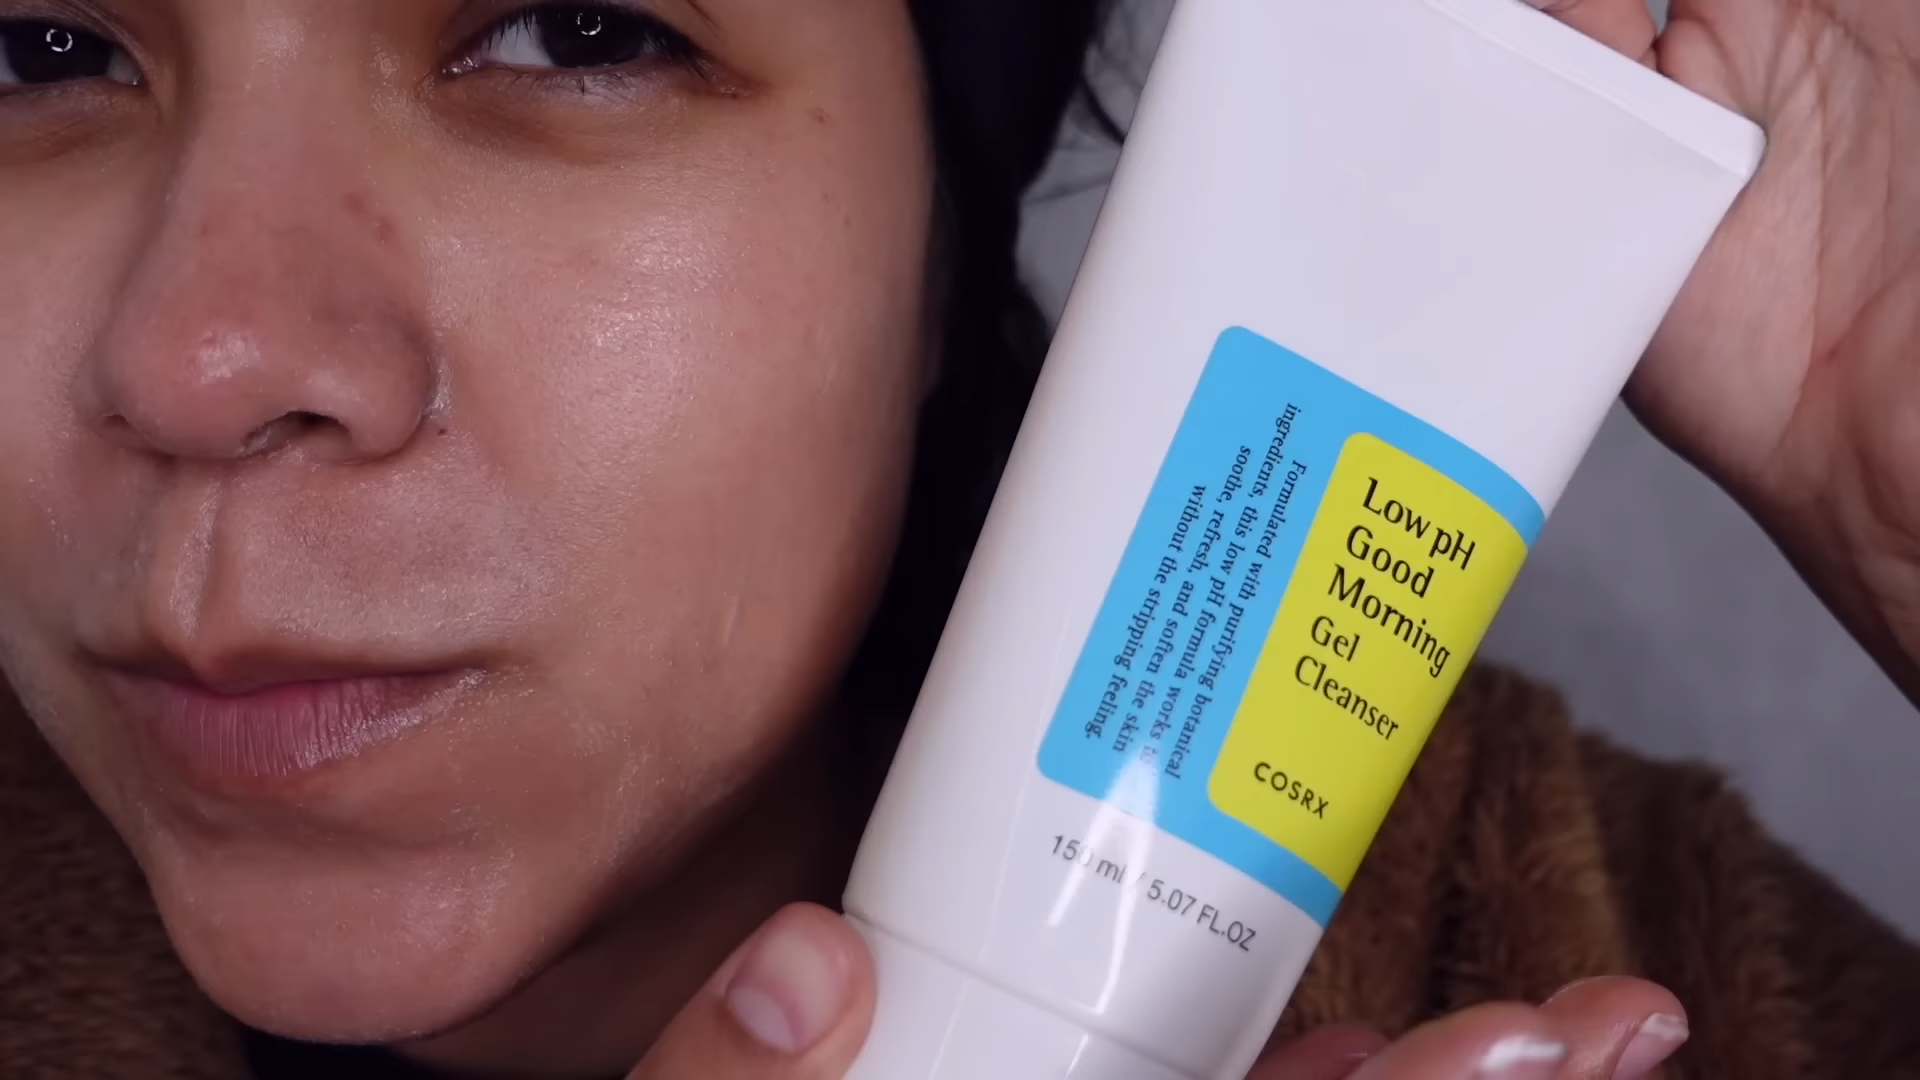 Low pH
Good
Morning
Gel
Cleanser
COSRX
Formulated with purifying botanical
ingredients, this low pH formula works to
soothe, refresh, and soften the skin
without the stripping feeling.
150 ml / 5.07 FL.OZ